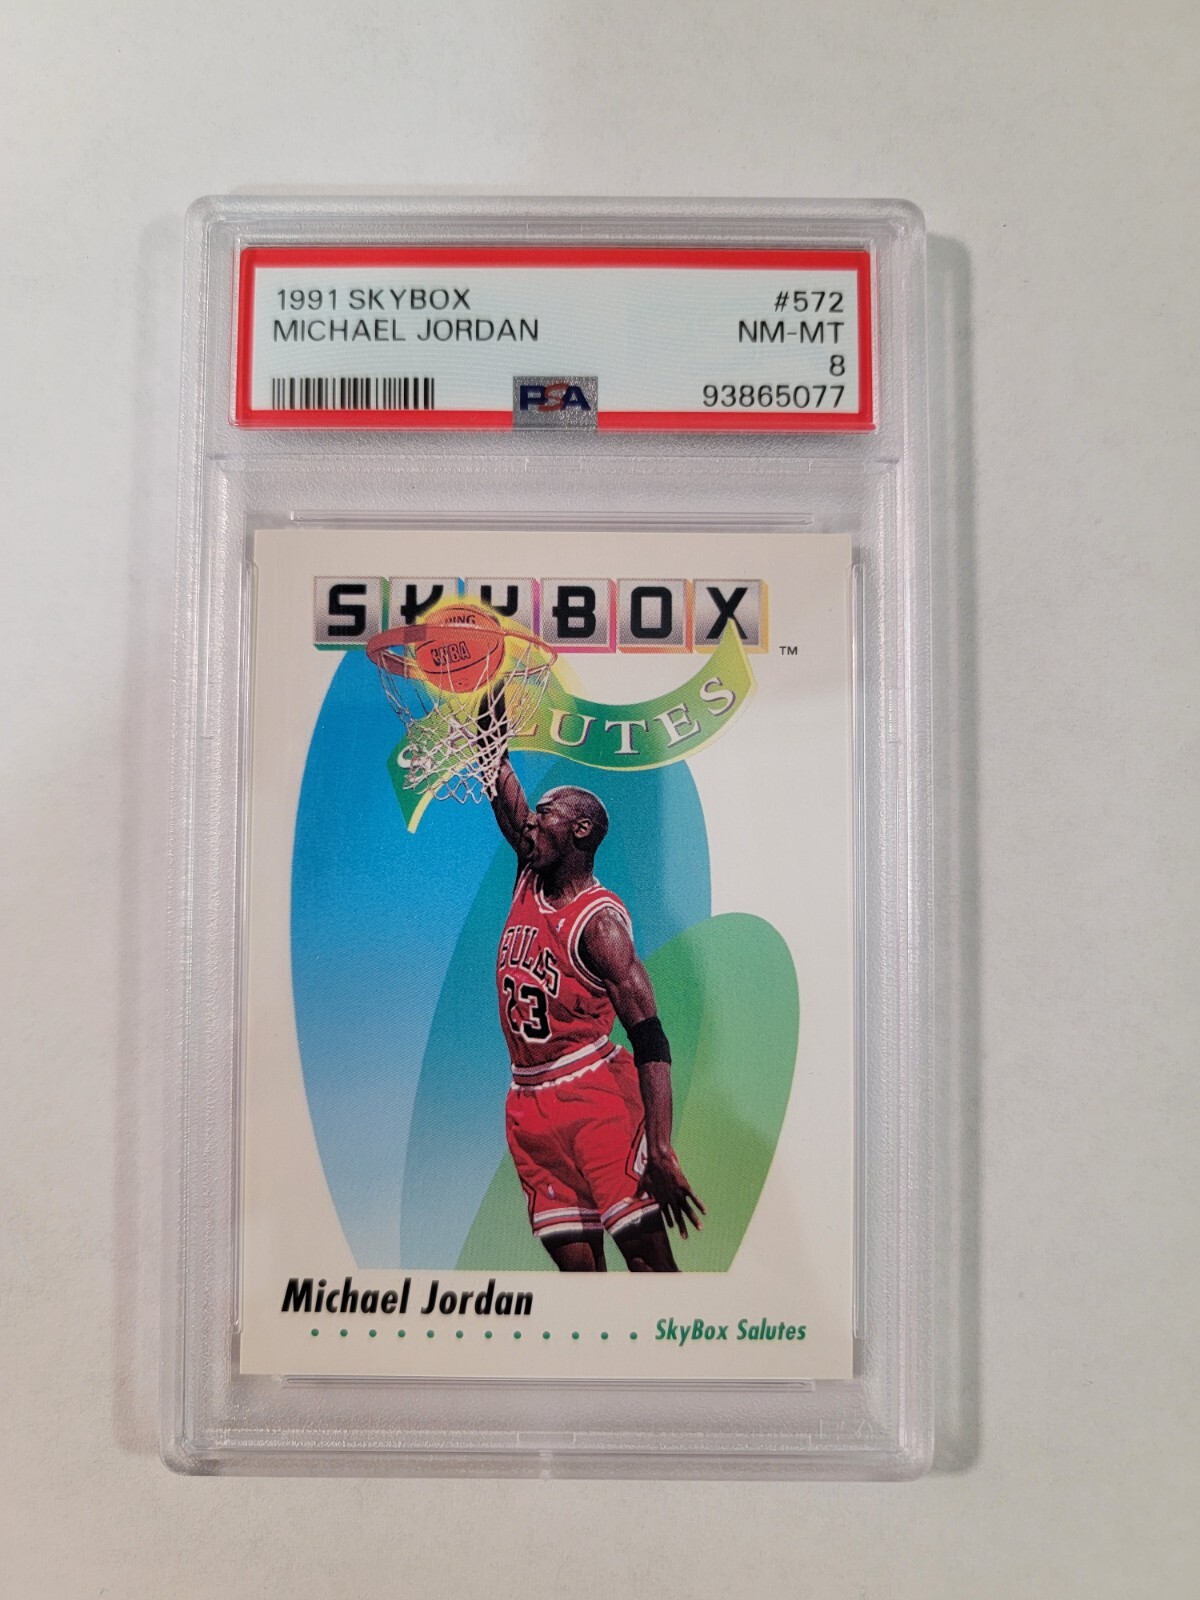 1991 SKYBOX #572
MICHAEL JORDAN NM-MT
8
PSA 93865077
SKYBOX
TM
NBA
SALUTES
BULLS
23
Michael Jordan
SkyBox Salutes